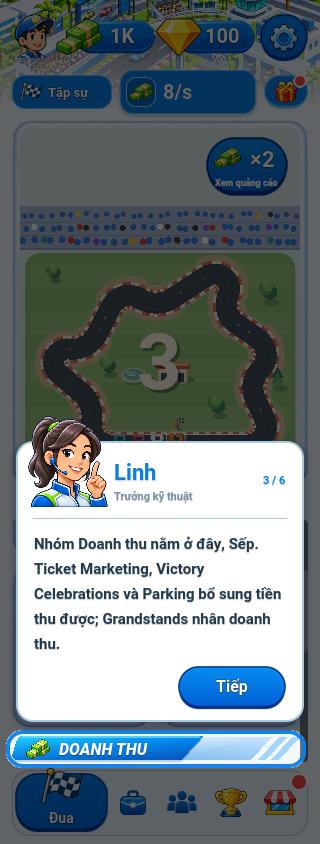 1K
100
Tập sự
8/s
×2
Xem quảng cáo
3
Linh
Trưởng kỹ thuật
3 / 6
Nhóm Doanh thu nằm ở đây, Sếp.
Ticket Marketing, Victory
Celebrations và Parking bổ sung tiền
thu được; Grandstands nhân doanh
thu.
Tiếp
DOANH THU
Đua